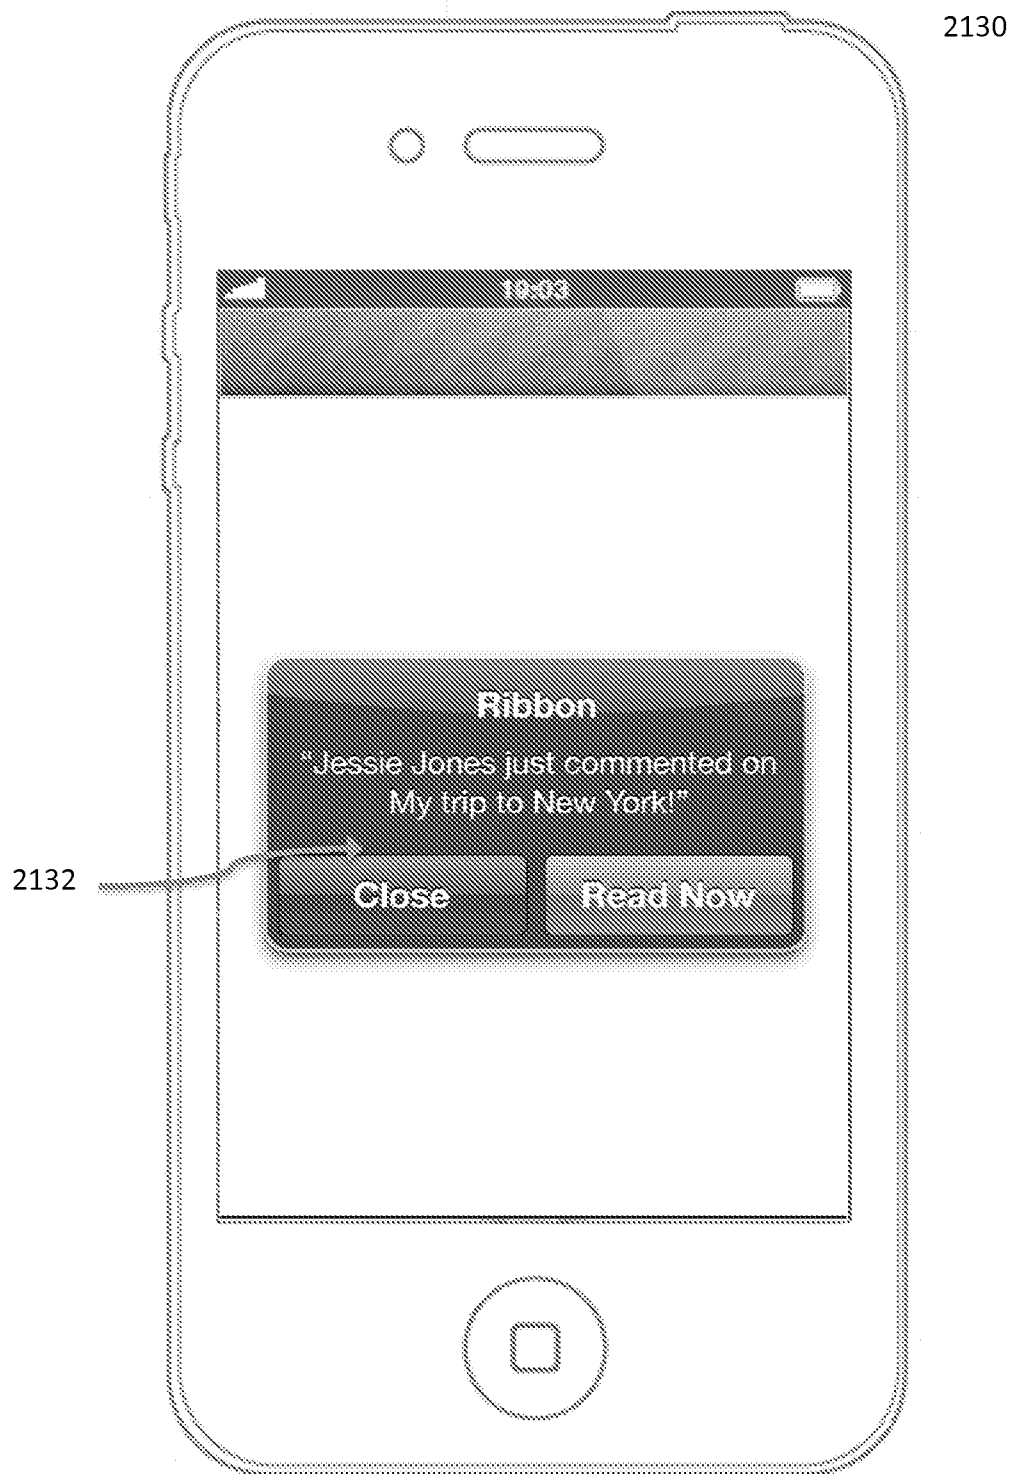 2130
19:03
Ribbon
"Jessie Jones just commented on
My trip to New York!"
2132
Close
Read Now